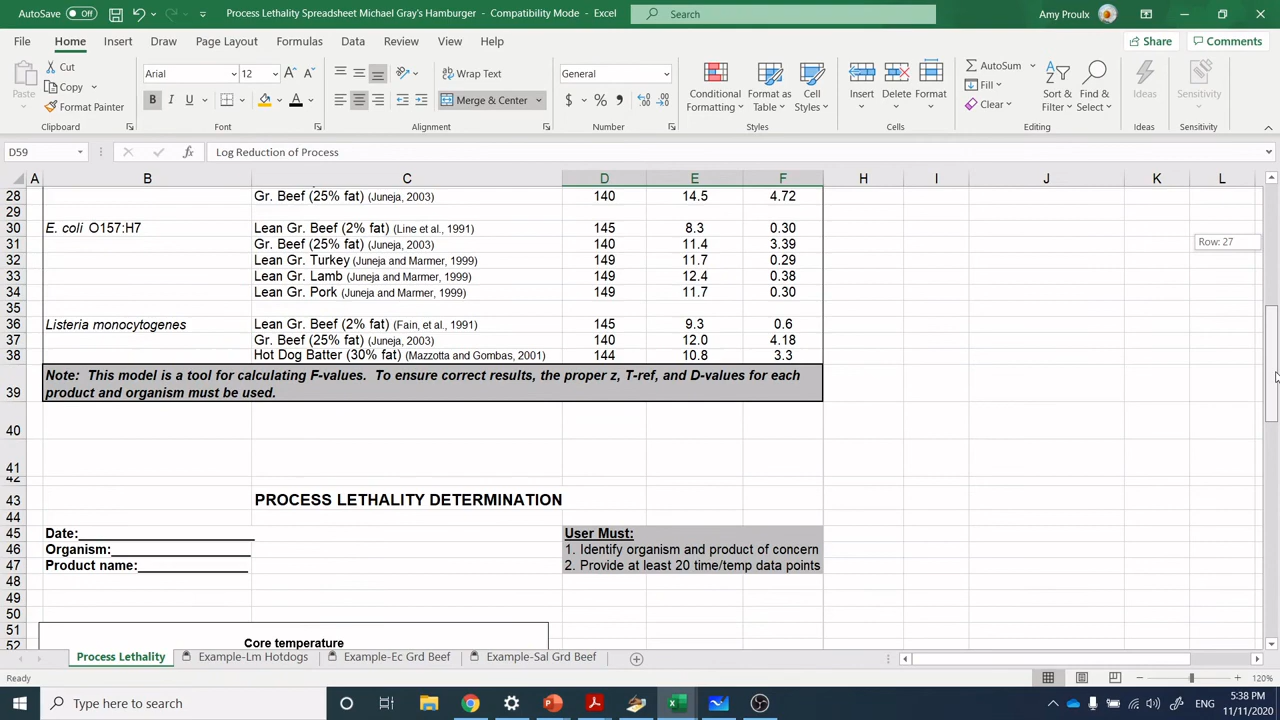 AutoSave Off Process Lethality Spreadsheet Michael Gray's Hamburger - Compatibility Mode - Excel Search Amy Proulx
File Home Insert Draw Page Layout Formulas Data Review View Help Share Comments
Paste Cut Copy Format Painter
Arial 12
B I U
Wrap Text
Merge & Center
General
$ % ,
Conditional Formatting Format as Table Cell Styles
Insert Delete Format
AutoSum Fill Clear
Sort & Filter Find & Select
Ideas Sensitivity
Clipboard Font Alignment Number Styles Cells Editing Ideas Sensitivity
D59 fx Log Reduction of Process
A B C D E F H I J K L
28 Gr. Beef (25% fat) (Juneja, 2003) 140 14.5 4.72
29
30 E. coli O157:H7 Lean Gr. Beef (2% fat) (Line et al., 1991) 145 8.3 0.30
Row: 27
31 Gr. Beef (25% fat) (Juneja, 2003) 140 11.4 3.39
32 Lean Gr. Turkey (Juneja and Marmer, 1999) 149 11.7 0.29
33 Lean Gr. Lamb (Juneja and Marmer, 1999) 149 12.4 0.38
34 Lean Gr. Pork (Juneja and Marmer, 1999) 149 11.7 0.30
35
36 Listeria monocytogenes Lean Gr. Beef (2% fat) (Fain, et al., 1991) 145 9.3 0.6
37 Gr. Beef (25% fat) (Juneja, 2003) 140 12.0 4.18
38 Hot Dog Batter (30% fat) (Mazzotta and Gombas, 2001) 144 10.8 3.3
Note: This model is a tool for calculating F-values. To ensure correct results, the proper z, T-ref, and D-values for each
39 product and organism must be used.
40
41
42
43 PROCESS LETHALITY DETERMINATION
44
45 Date: User Must:
46 Organism: 1. Identify organism and product of concern
47 Product name: 2. Provide at least 20 time/temp data points
48
49
50
51
52 Core temperature
Process Lethality Example-Lm Hotdogs Example-Ec Grd Beef Example-Sal Grd Beef
Ready 120%
Type here to search ENG 5:38 PM
11/11/2020